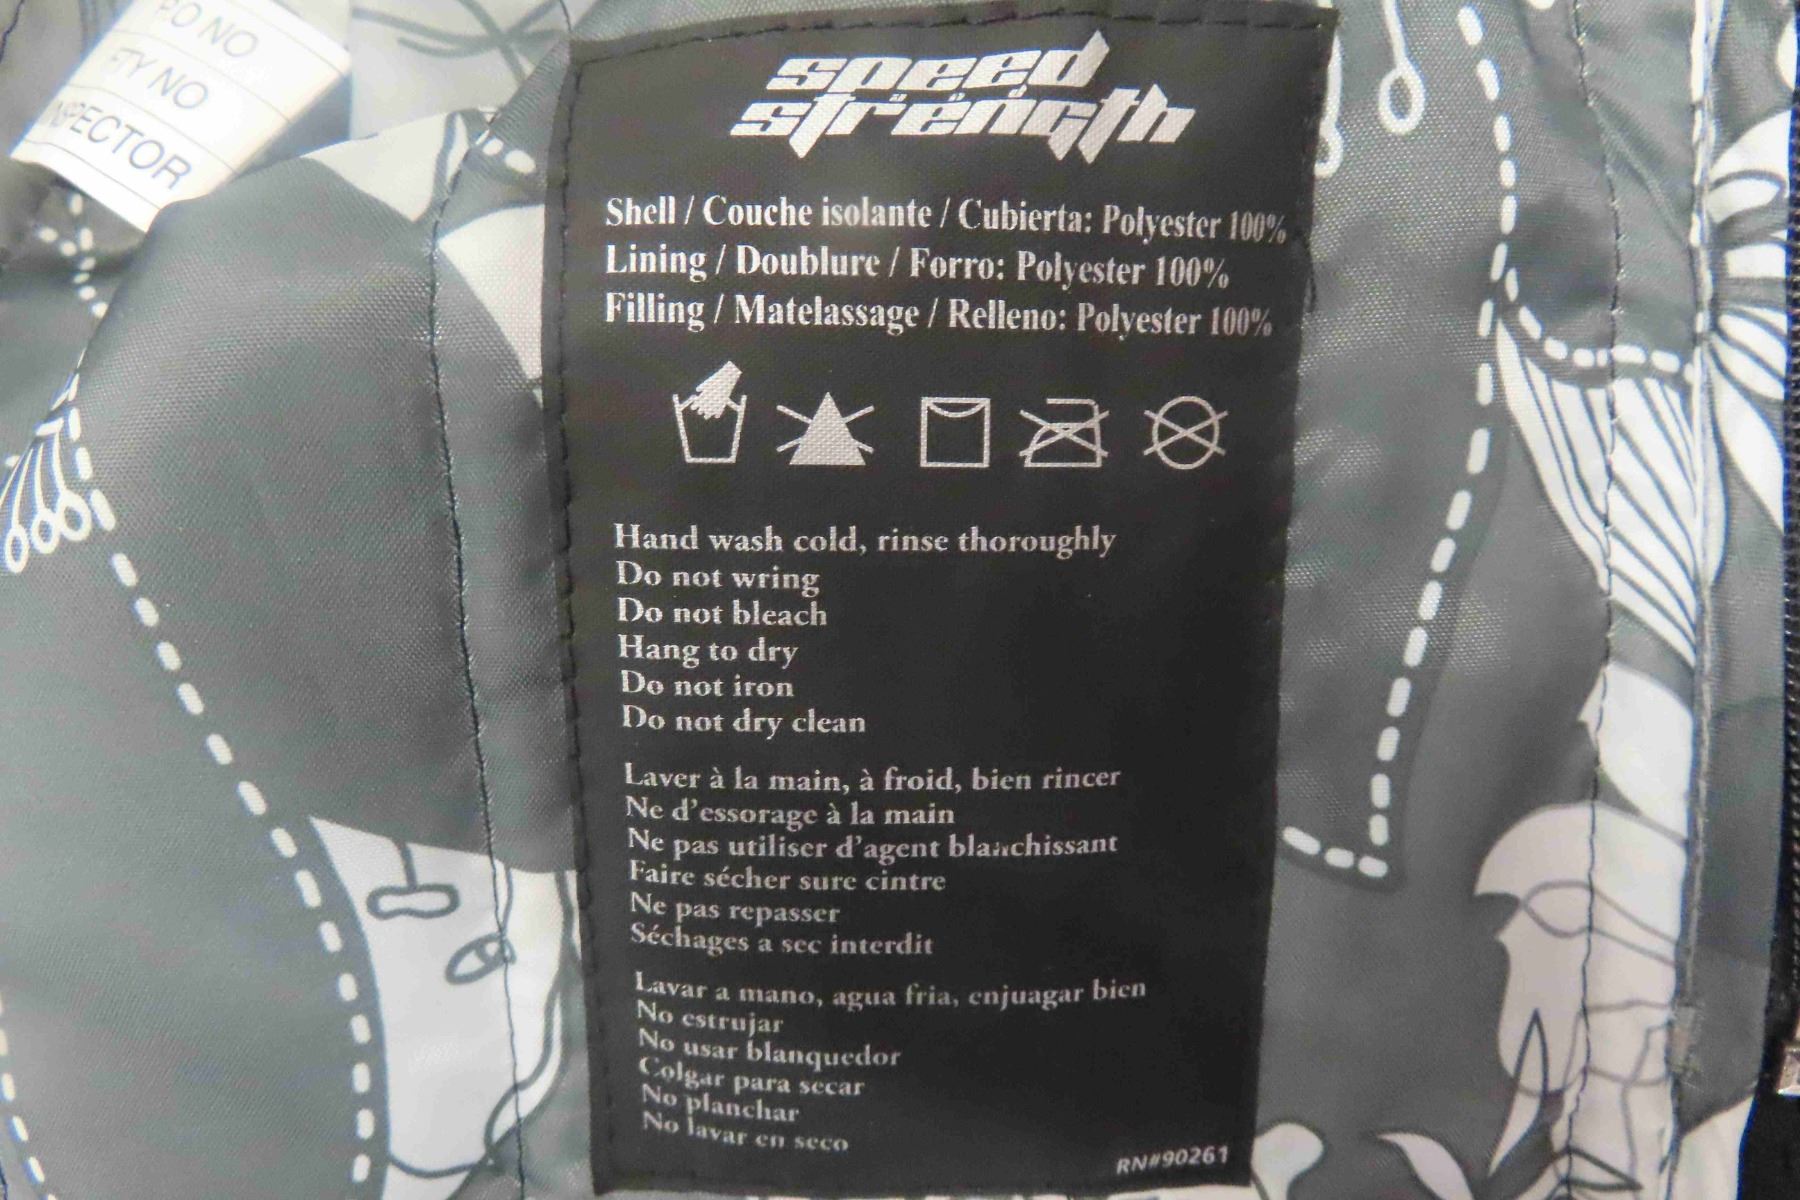 PO NO
FTY NO
INSPECTOR
speed
strength
Shell / Couche isolante / Cubierta: Polyester 100%
Lining / Doublure / Forro: Polyester 100%
Filling / Matelassage / Relleno: Polyester 100%
Hand wash cold, rinse thoroughly
Do not wring
Do not bleach
Hang to dry
Do not iron
Do not dry clean
Laver à la main, à froid, bien rincer
Ne d'essorage à la main
Ne pas utiliser d'agent blanchissant
Faire sécher sure cintre
Ne pas repasser
Séchages a sec interdit
Lavar a mano, agua fria, enjuagar bien
No estrujar
No usar blanquedor
Colgar para secar
No planchar
No lavar en seco
RN#90261